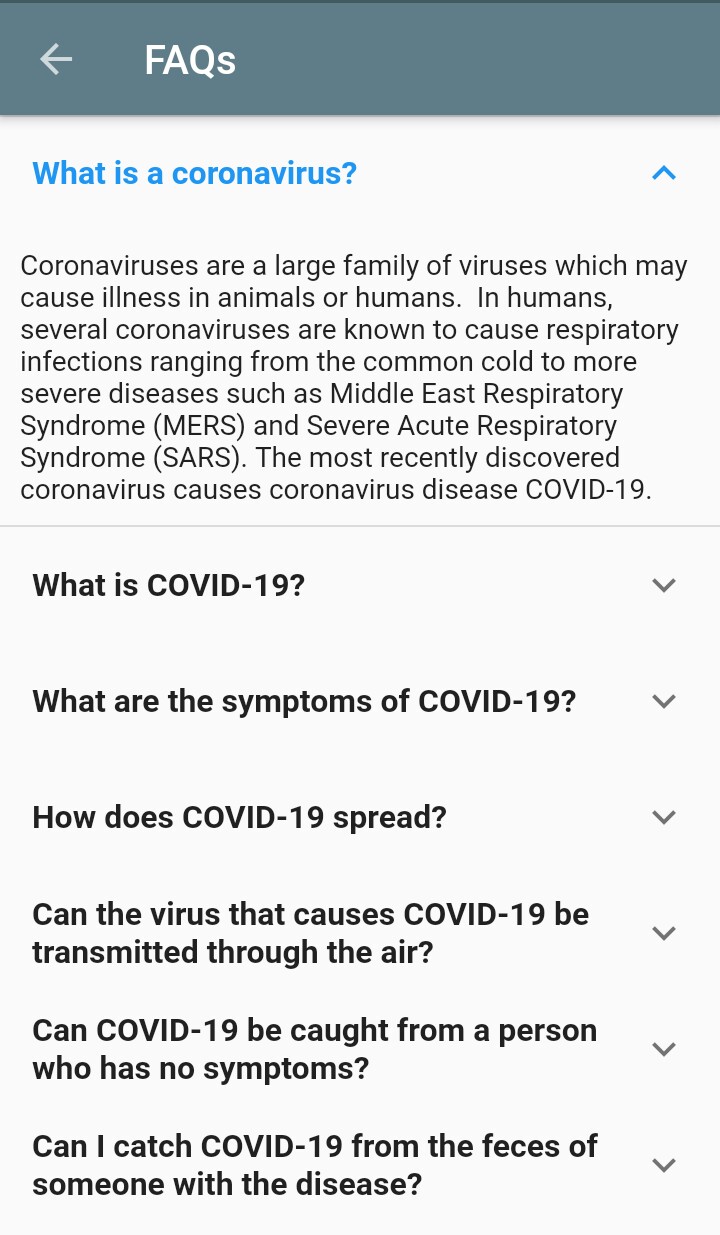 FAQs
What is a coronavirus?
Coronaviruses are a large family of viruses which may
cause illness in animals or humans.  In humans,
several coronaviruses are known to cause respiratory
infections ranging from the common cold to more
severe diseases such as Middle East Respiratory
Syndrome (MERS) and Severe Acute Respiratory
Syndrome (SARS). The most recently discovered
coronavirus causes coronavirus disease COVID-19.
What is COVID-19?
What are the symptoms of COVID-19?
How does COVID-19 spread?
Can the virus that causes COVID-19 be
transmitted through the air?
Can COVID-19 be caught from a person
who has no symptoms?
Can I catch COVID-19 from the feces of
someone with the disease?